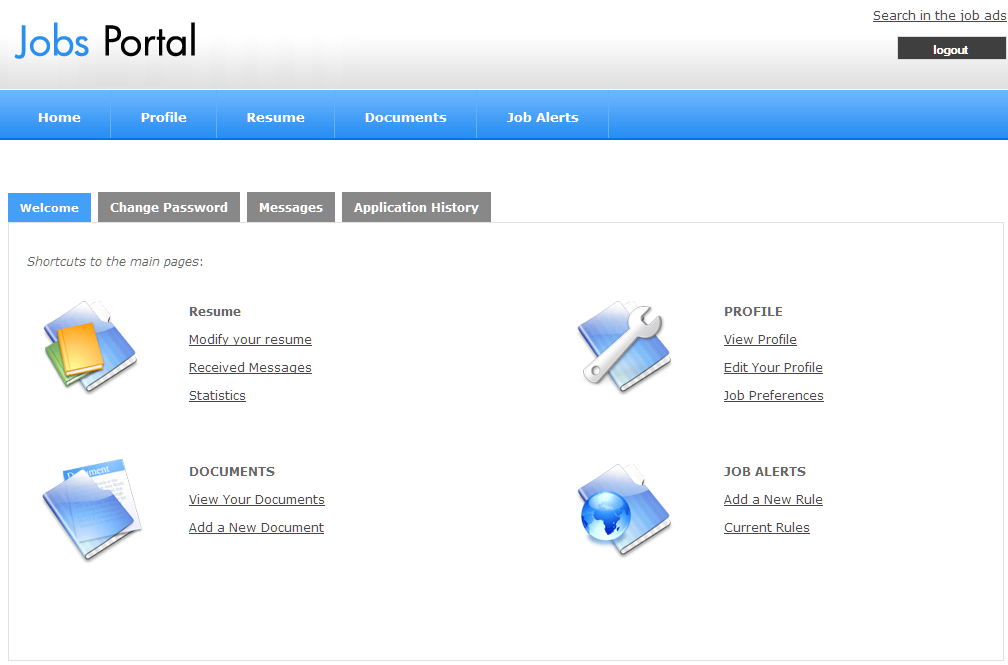 Search in the job ads
Jobs Portal
logout
Home Profile Resume Documents Job Alerts
Welcome Change Password Messages Application History
Shortcuts to the main pages:
Resume
Modify your resume
Received Messages
Statistics
PROFILE
View Profile
Edit Your Profile
Job Preferences
DOCUMENTS
View Your Documents
Add a New Document
JOB ALERTS
Add a New Rule
Current Rules